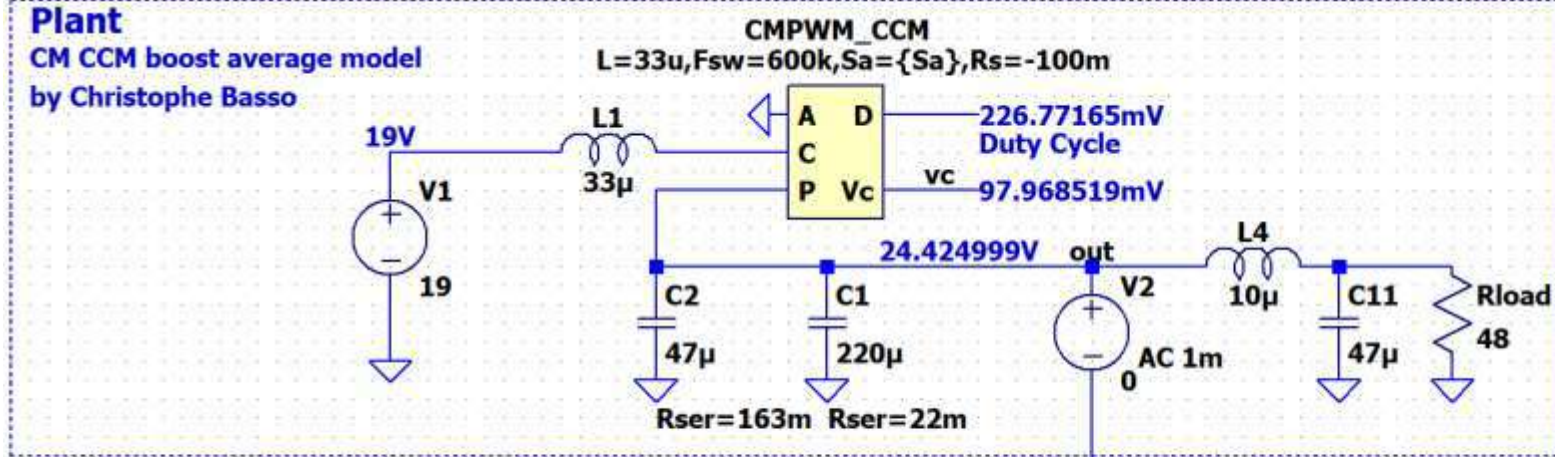 Plant
CM CCM boost average model
by Christophe Basso
CMPWM_CCM
L=33u,Fsw=600k,Sa={Sa},Rs=-100m
19V
L1
33µ
A D
C
P Vc
226.77165mV
Duty Cycle
vc
97.968519mV
V1
19
24.424999V
out
C2
47µ
C1
220µ
Rser=163m Rser=22m
V2
AC 1m
0
L4
10µ
C11
47µ
Rload
48
+
−
+
−